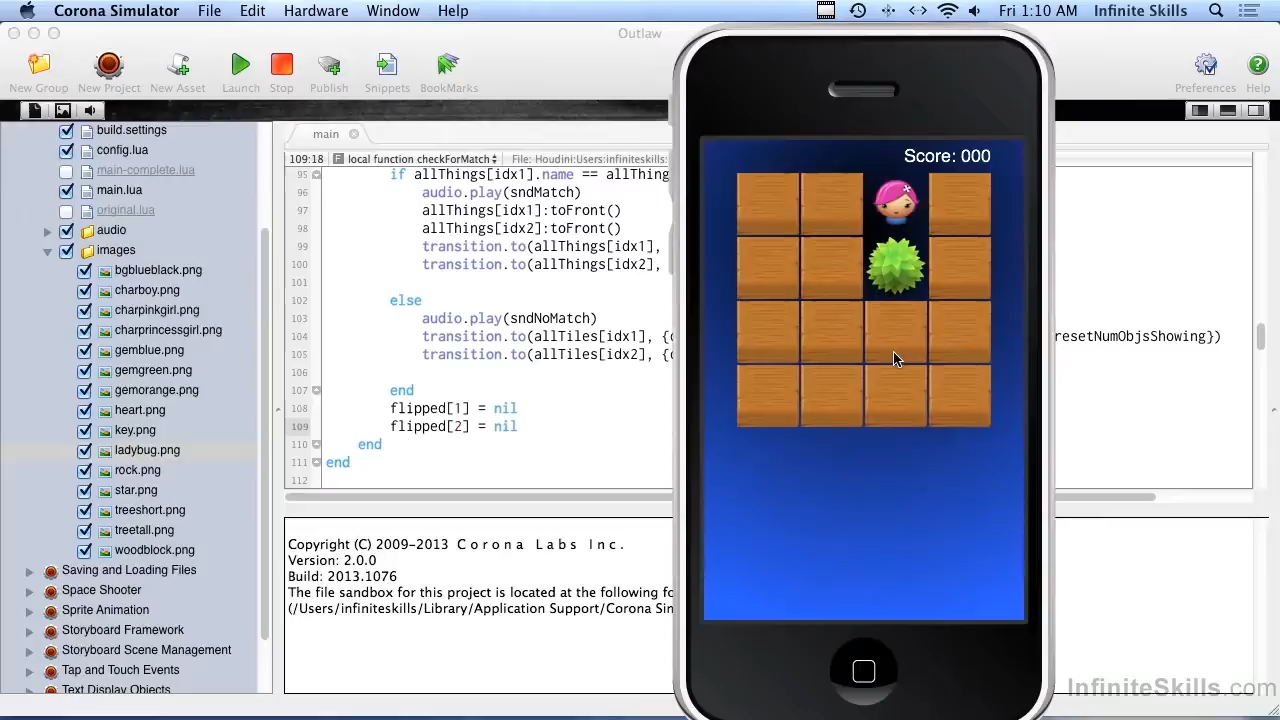 Corona Simulator File Edit Hardware Window Help Fri 1:10 AM Infinite Skills
Outlaw
New Group New Project New Asset Launch Stop Publish Snippets BookMarks Preferences Help
main
109:18 F local function checkForMatch File: Houdini:Users:infiniteskills:
build.settings
config.lua
main-complete.lua
main.lua
original.lua
audio
images
bgblueblack.png
charboy.png
charpinkgirl.png
charprincessgirl.png
gemblue.png
gemgreen.png
gemorange.png
heart.png
key.png
ladybug.png
rock.png
star.png
treeshort.png
treetall.png
woodblock.png
Saving and Loading Files
Space Shooter
Sprite Animation
Storyboard Framework
Storyboard Scene Management
Tap and Touch Events
Text Display Objects
95 if allThings[idx1].name == allThing
96 audio.play(sndMatch)
97 allThings[idx1]:toFront()
98 allThings[idx2]:toFront()
99 transition.to(allThings[idx1],
100 transition.to(allThings[idx2],
101
102 else
103 audio.play(sndNoMatch)
104 transition.to(allTiles[idx1], {
105 transition.to(allTiles[idx2], {
resetNumObjsShowing})
106
107 end
108 flipped[1] = nil
109 flipped[2] = nil
110 end
111 end
112
Copyright (C) 2009-2013 Corona Labs Inc.
Version: 2.0.0
Build: 2013.1076
The file sandbox for this project is located at the following fo
(/Users/infiniteskills/Library/Application Support/Corona Sim
Score: 000
InfiniteSkills.com